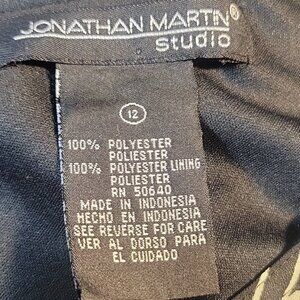 JONATHAN MARTIN®
studio
12
100% POLYESTER
POLIESTER
100% POLYESTER LINING
POLIESTER
RN 50640
MADE IN INDONESIA
HECHO EN INDONESIA
SEE REVERSE FOR CARE
VER AL DORSO PARA
EL CUIDADO